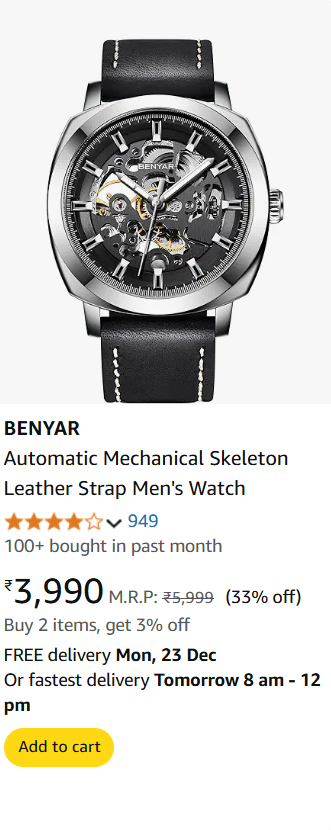 BENYAR
BENYAR
Automatic Mechanical Skeleton
Leather Strap Men's Watch
949
100+ bought in past month
₹3,990 M.R.P: ₹5,999 (33% off)
Buy 2 items, get 3% off
FREE delivery Mon, 23 Dec
Or fastest delivery Tomorrow 8 am - 12
pm
Add to cart